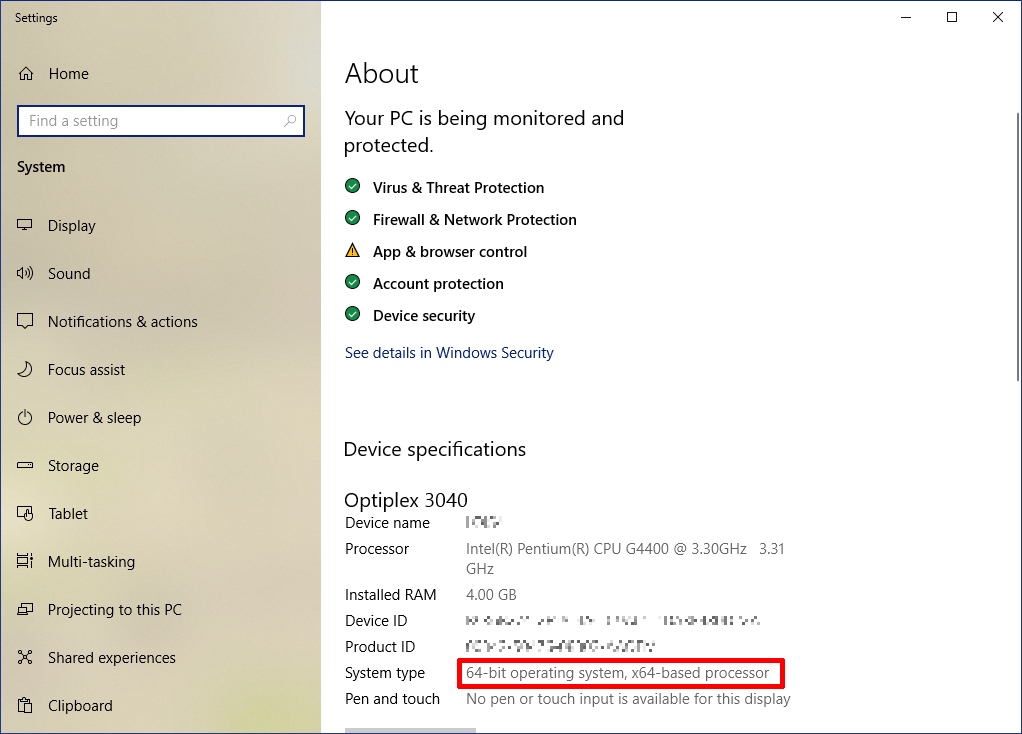 Settings
Home
Find a setting
System
Display
Sound
Notifications & actions
Focus assist
Power & sleep
Storage
Tablet
Multi-tasking
Projecting to this PC
Shared experiences
Clipboard
About
Your PC is being monitored and
protected.
Virus & Threat Protection
Firewall & Network Protection
App & browser control
Account protection
Device security
See details in Windows Security
Device specifications
Optiplex 3040
Device name
Processor Intel(R) Pentium(R) CPU G4400 @ 3.30GHz 3.31
GHz
Installed RAM 4.00 GB
Device ID
Product ID
System type 64-bit operating system, x64-based processor
Pen and touch No pen or touch input is available for this display